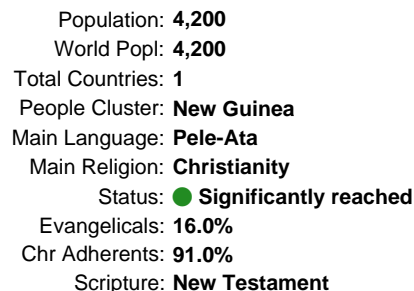 Population: 4,200
World Popl: 4,200
Total Countries: 1
People Cluster: New Guinea
Main Language: Pele-Ata
Main Religion: Christianity
Status: Significantly reached
Evangelicals: 16.0%
Chr Adherents: 91.0%
Scripture: New Testament